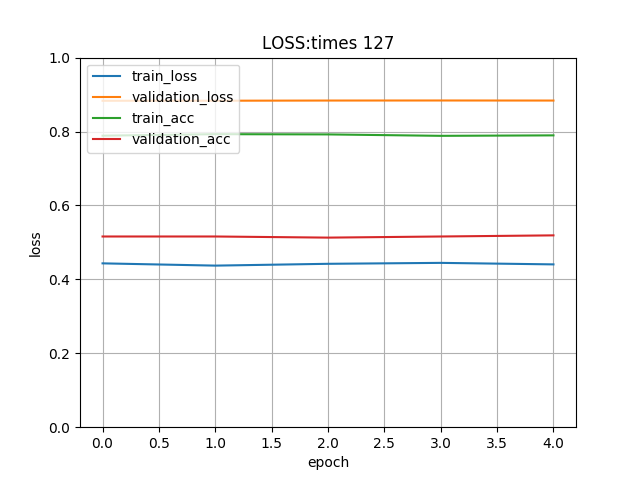 LOSS:times 127
1.0
0.8
0.6
0.4
0.2
0.0
loss
train_loss
validation_loss
train_acc
validation_acc
0.0 0.5 1.0 1.5 2.0 2.5 3.0 3.5 4.0
epoch